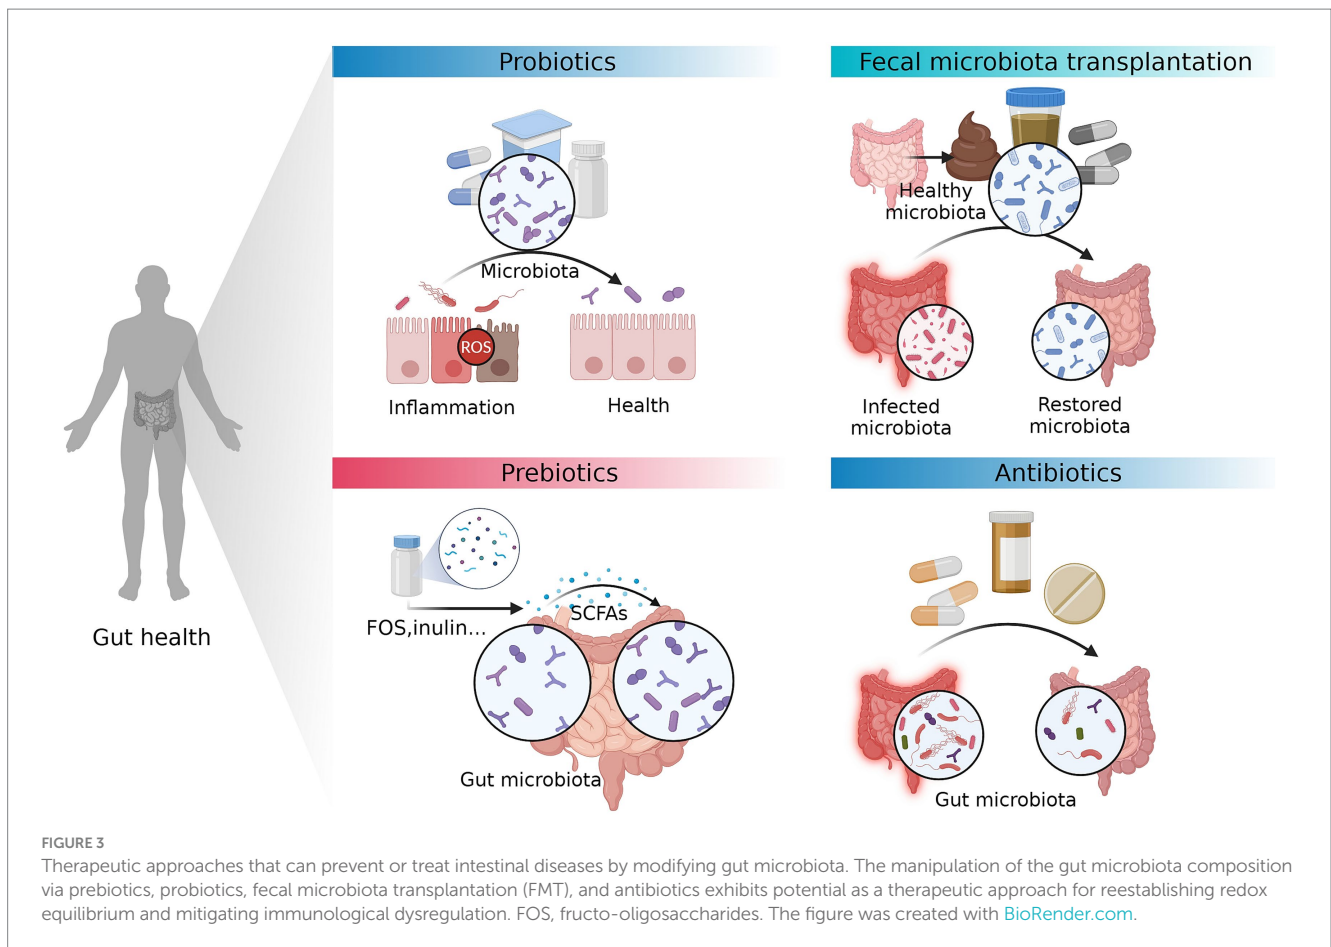 Probiotics
Microbiota
ROS
Inflammation
Health
Fecal microbiota transplantation
Healthy
microbiota
Infected
microbiota
Restored
microbiota
Gut health
Prebiotics
FOS,inulin...
SCFAs
Gut microbiota
Antibiotics
Gut microbiota
FIGURE 3
Therapeutic approaches that can prevent or treat intestinal diseases by modifying gut microbiota. The manipulation of the gut microbiota composition
via prebiotics, probiotics, fecal microbiota transplantation (FMT), and antibiotics exhibits potential as a therapeutic approach for reestablishing redox
equilibrium and mitigating immunological dysregulation. FOS, fructo-oligosaccharides. The figure was created with BioRender.com.